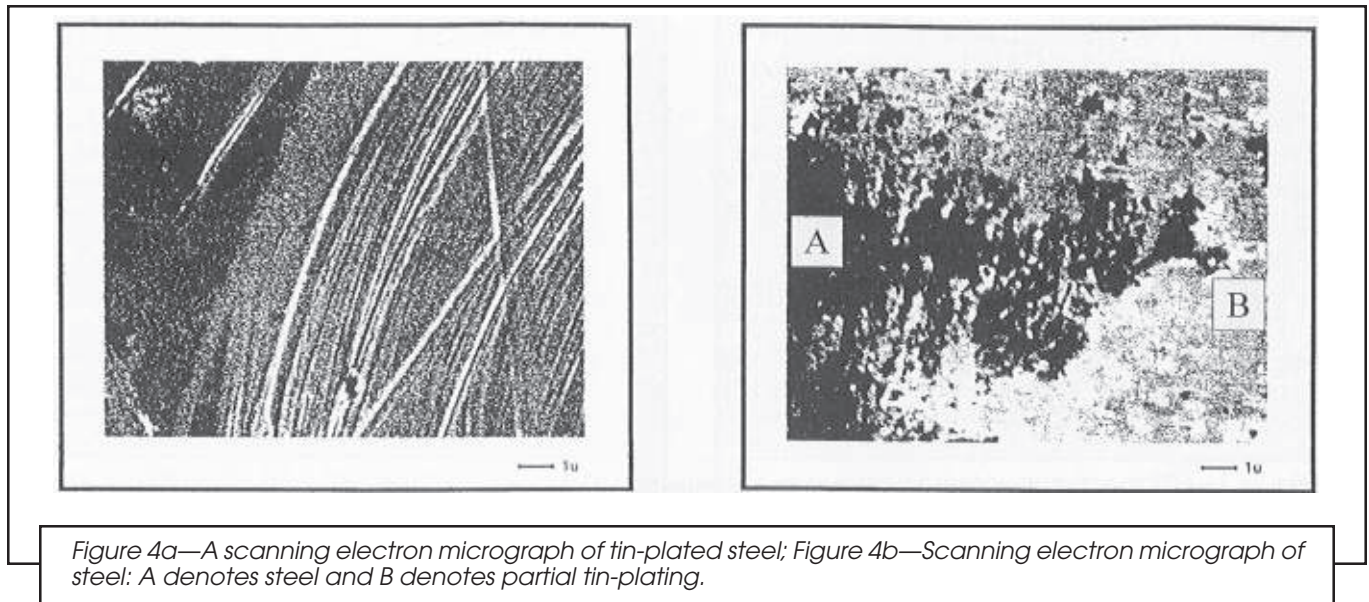 A
B
1u
1u
Figure 4a—A scanning electron micrograph of tin-plated steel; Figure 4b—Scanning electron micrograph of
steel: A denotes steel and B denotes partial tin-plating.